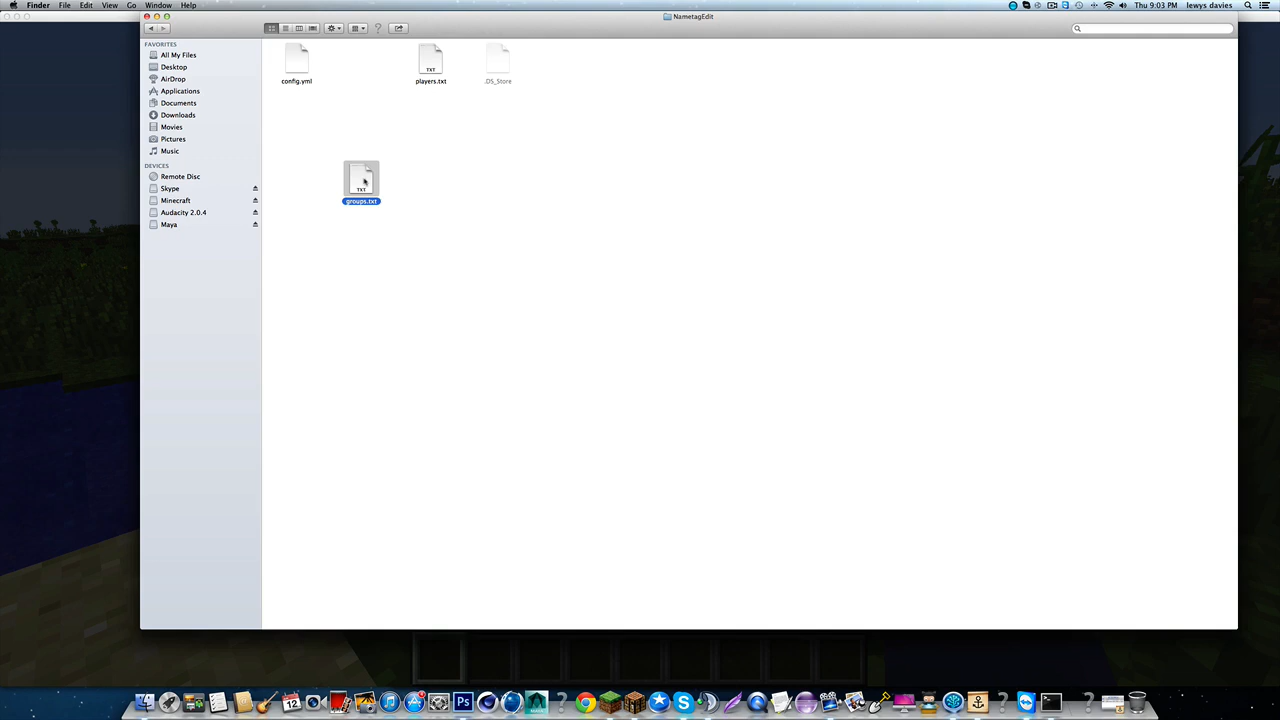 Finder File Edit View Go Window Help
Thu 9:03 PM lewys davies
NametagEdit
FAVORITES
All My Files
Desktop
AirDrop
Applications
Documents
Downloads
Movies
Pictures
Music
DEVICES
Remote Disc
Skype
Minecraft
Audacity 2.0.4
Maya
config.yml
TXT
players.txt
.DS_Store
TXT
groups.txt
12
Ps